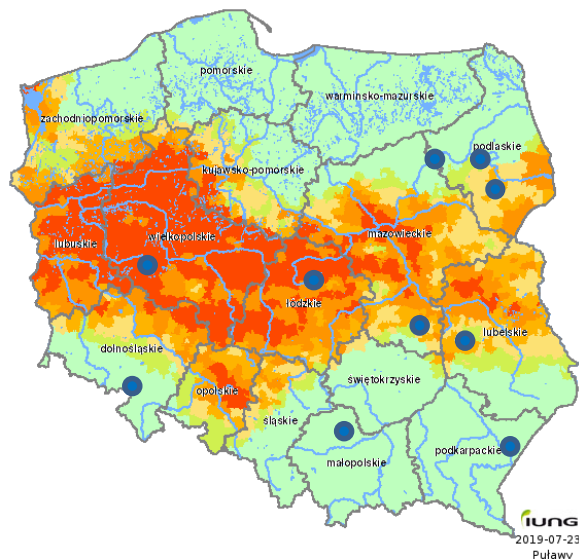 pomorskie
warmińsko-mazurskie
zachodniopomorskie
podlaskie
kujawsko-pomorskie
mazowieckie
wielkopolskie
lubuskie
łódzkie
lubelskie
dolnośląskie
opolskie
świętokrzyskie
śląskie
małopolskie
podkarpackie
IUNG
2019-07-23
Puławy